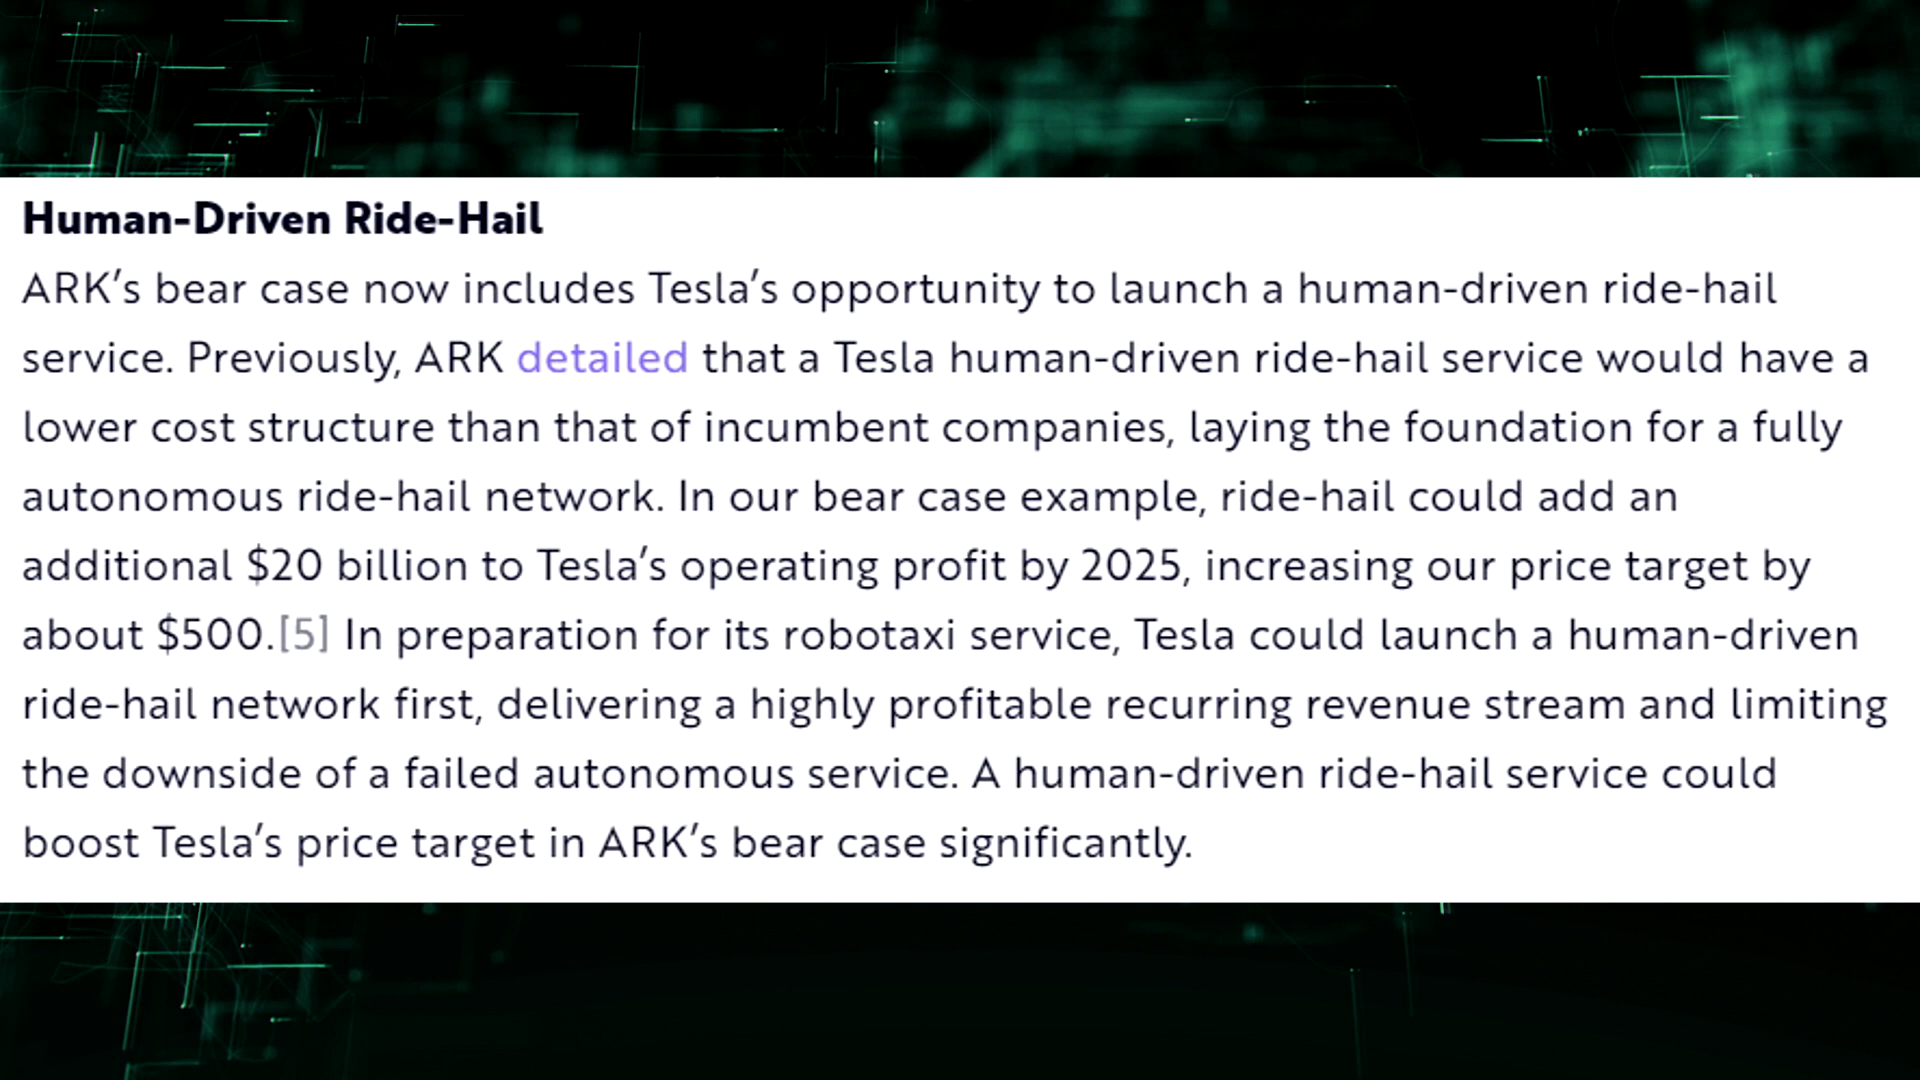 Human-Driven Ride-Hail
ARK’s bear case now includes Tesla’s opportunity to launch a human-driven ride-hail
service. Previously, ARK detailed that a Tesla human-driven ride-hail service would have a
lower cost structure than that of incumbent companies, laying the foundation for a fully
autonomous ride-hail network. In our bear case example, ride-hail could add an
additional $20 billion to Tesla’s operating profit by 2025, increasing our price target by
about $500.[5] In preparation for its robotaxi service, Tesla could launch a human-driven
ride-hail network first, delivering a highly profitable recurring revenue stream and limiting
the downside of a failed autonomous service. A human-driven ride-hail service could
boost Tesla’s price target in ARK’s bear case significantly.